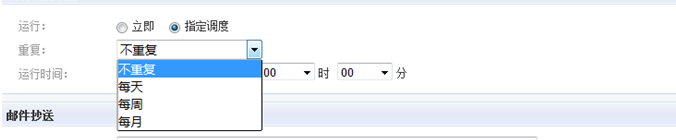 运行： 立即 指定调度
重复： 不重复
不重复
运行时间： 00 时 00 分
每天
每周
每月
邮件抄送